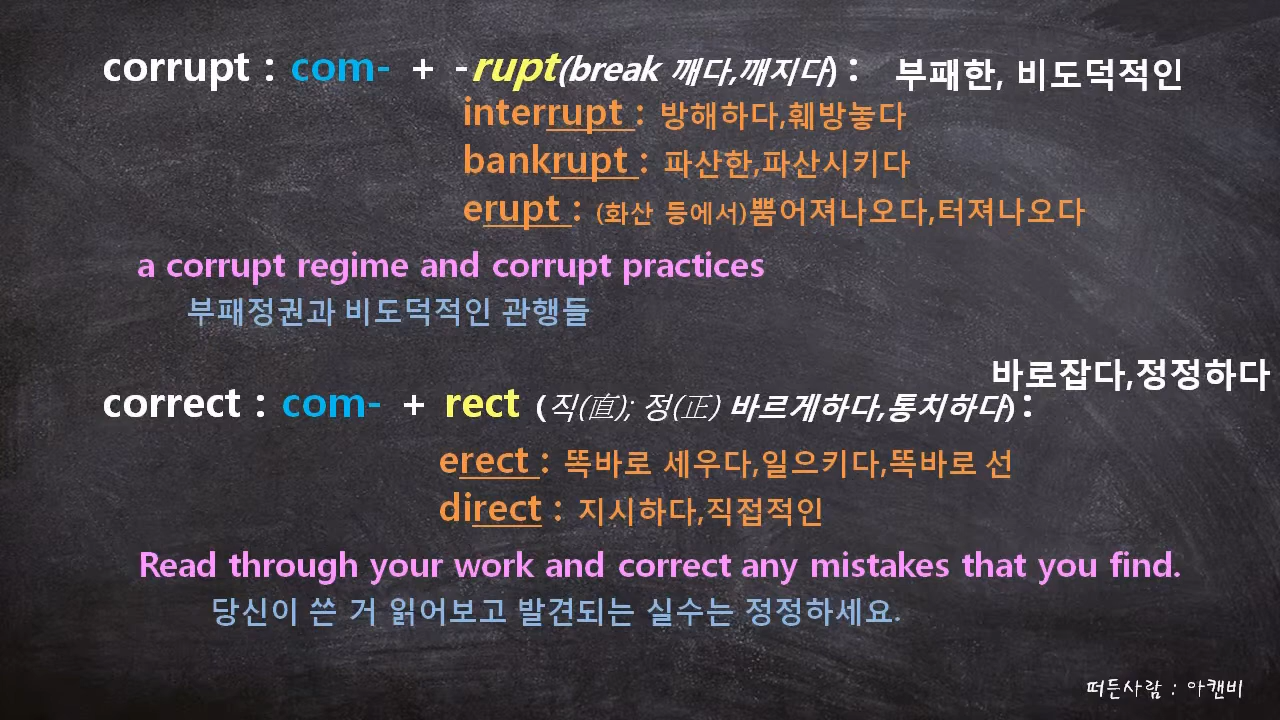 corrupt : com- + -rupt(break 깨다,깨지다) : 부패한, 비도덕적인
interrupt : 방해하다,훼방놓다
bankrupt : 파산한,파산시키다
erupt : (화산 등에서)뿜어져나오다,터져나오다
a corrupt regime and corrupt practices
부패정권과 비도덕적인 관행들
바로잡다,정정하다
correct : com- + rect (직(直); 정(正) 바르게하다,통치하다) :
erect : 똑바로 세우다,일으키다,똑바로 선
direct : 지시하다,직접적인
Read through your work and correct any mistakes that you find.
당신이 쓴 거 읽어보고 발견되는 실수는 정정하세요.
떠든사람 : 아캔비